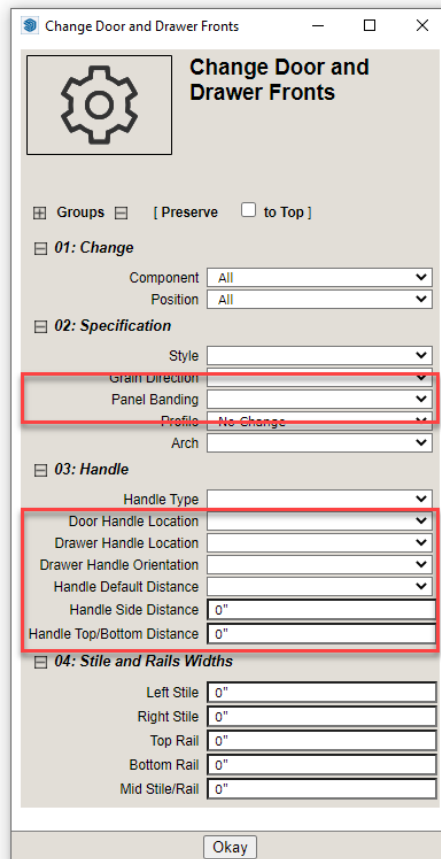 Change Door and Drawer Fronts
Change Door and
Drawer Fronts
Groups [ Preserve to Top ]
01: Change
Component All
Position All
02: Specification
Style
Grain Direction
Panel Banding
Profile No Change
Arch
03: Handle
Handle Type
Door Handle Location
Drawer Handle Location
Drawer Handle Orientation
Handle Default Distance
Handle Side Distance 0"
Handle Top/Bottom Distance 0"
04: Stile and Rails Widths
Left Stile 0"
Right Stile 0"
Top Rail 0"
Bottom Rail 0"
Mid Stile/Rail 0"
Okay